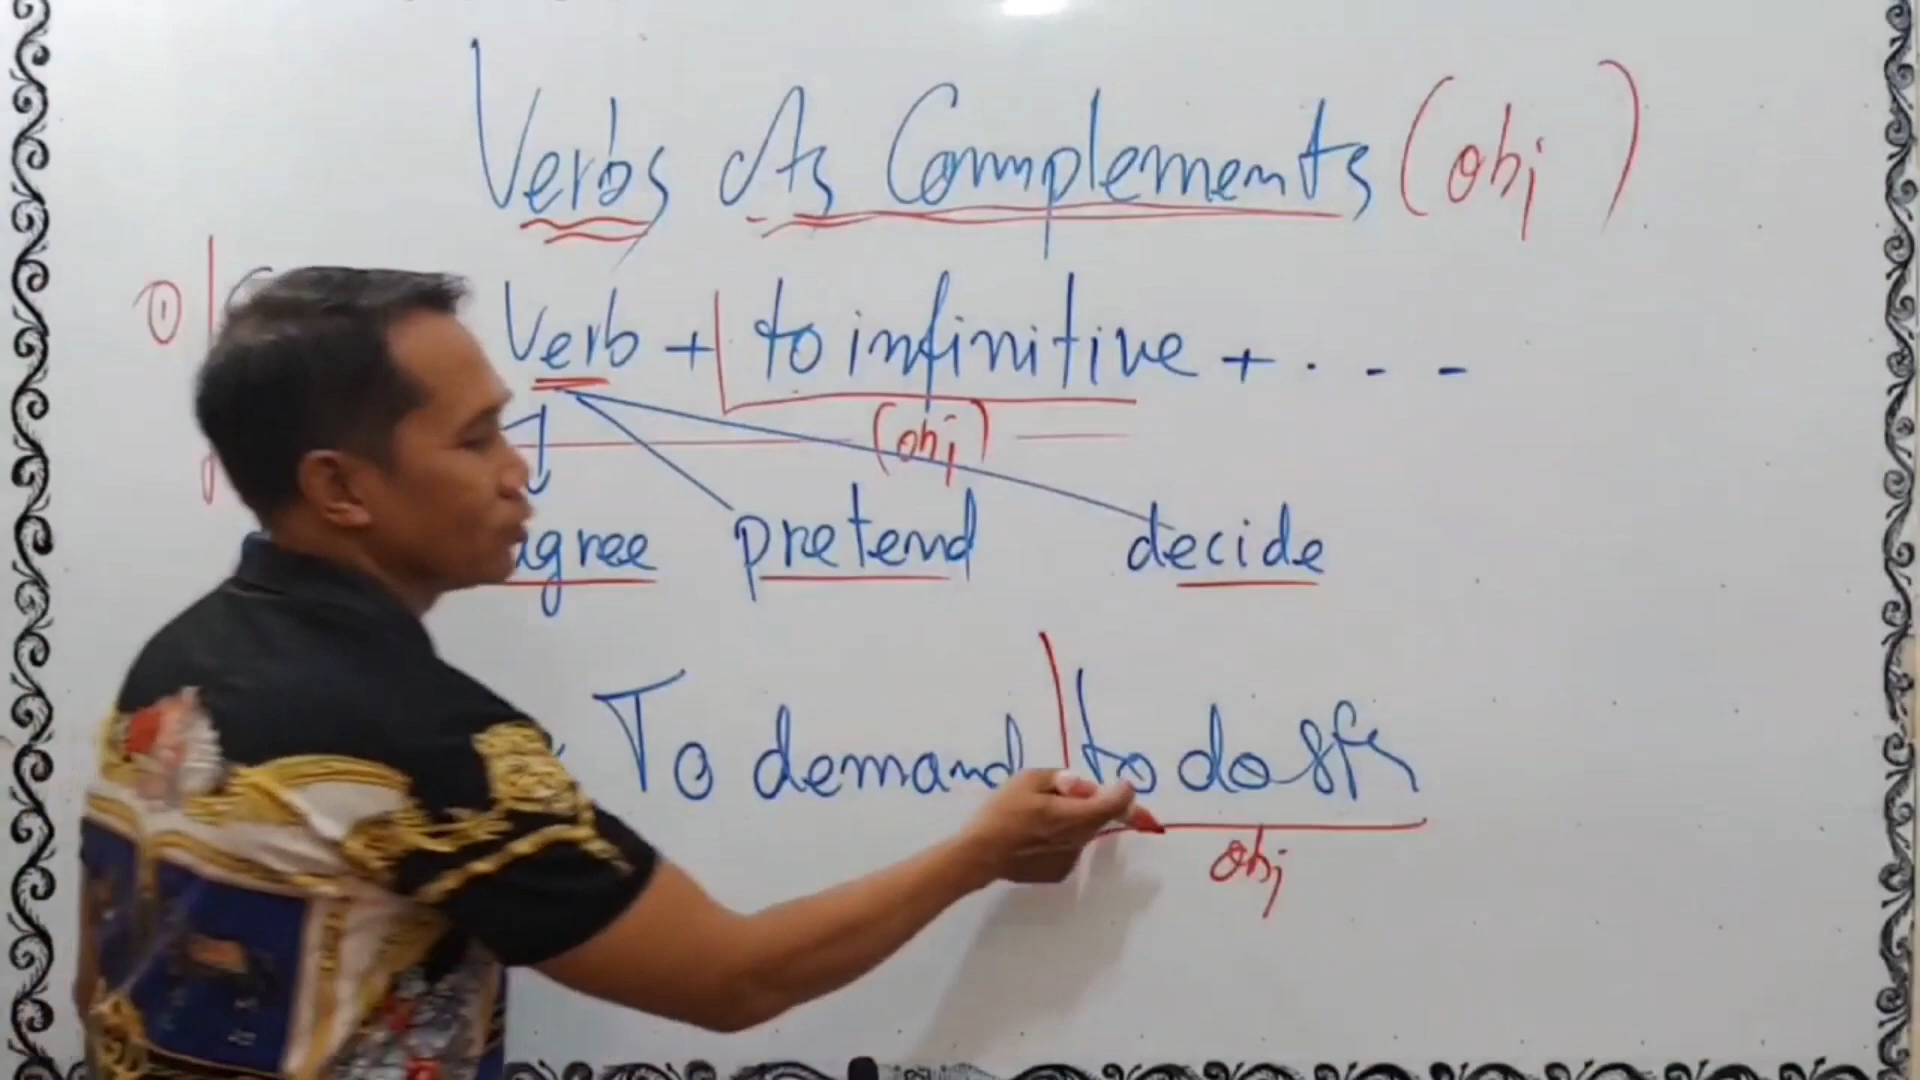 Verbs As Complements (obj)
① Verb + to infinitive + . - -
(obj)
agree pretend decide
To demand to do sth
obj